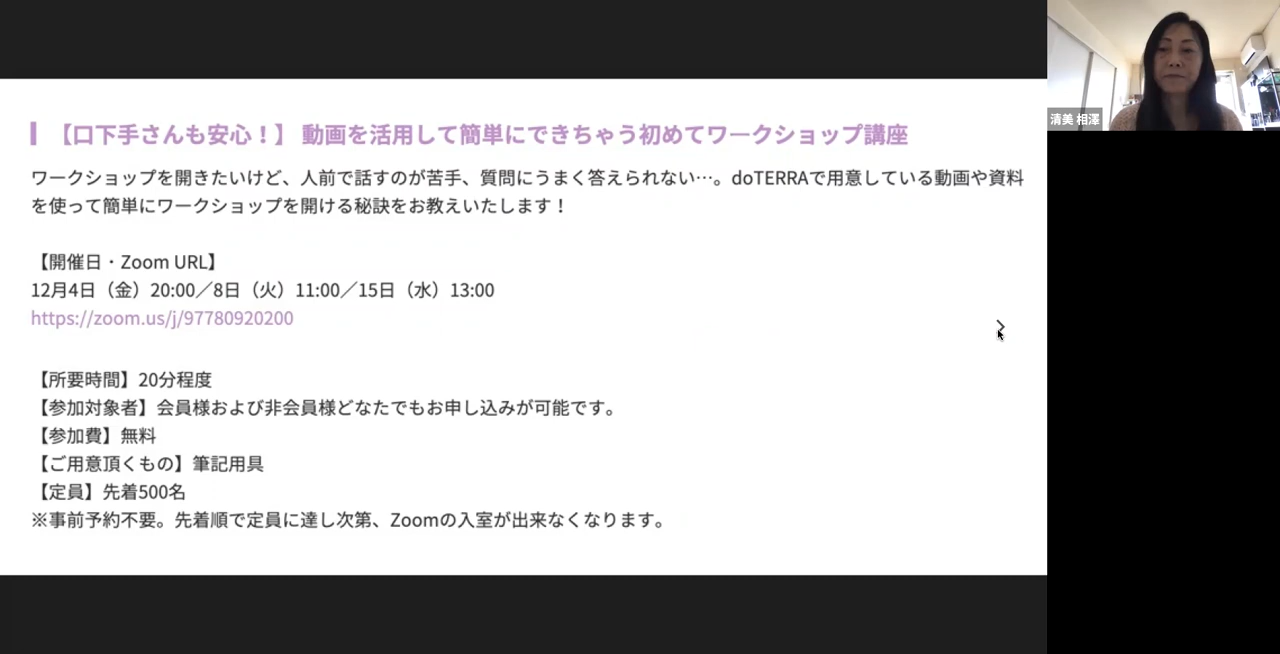 【口下手さんも安心！】 動画を活用して簡単にできちゃう初めてワークショップ講座
ワークショップを開きたいけど、人前で話すのが苦手、質問にうまく答えられない…。doTERRAで用意している動画や資料
を使って簡単にワークショップを開ける秘訣をお教えいたします！
【開催日・Zoom URL】
12月4日（金）20:00／8日（火）11:00／15日（水）13:00
https://zoom.us/j/97780920200
【所要時間】20分程度
【参加対象者】会員様および非会員様どなたでもお申し込みが可能です。
【参加費】無料
【ご用意頂くもの】筆記用具
【定員】先着500名
※事前予約不要。先着順で定員に達し次第、Zoomの入室が出来なくなります。
清美 相澤